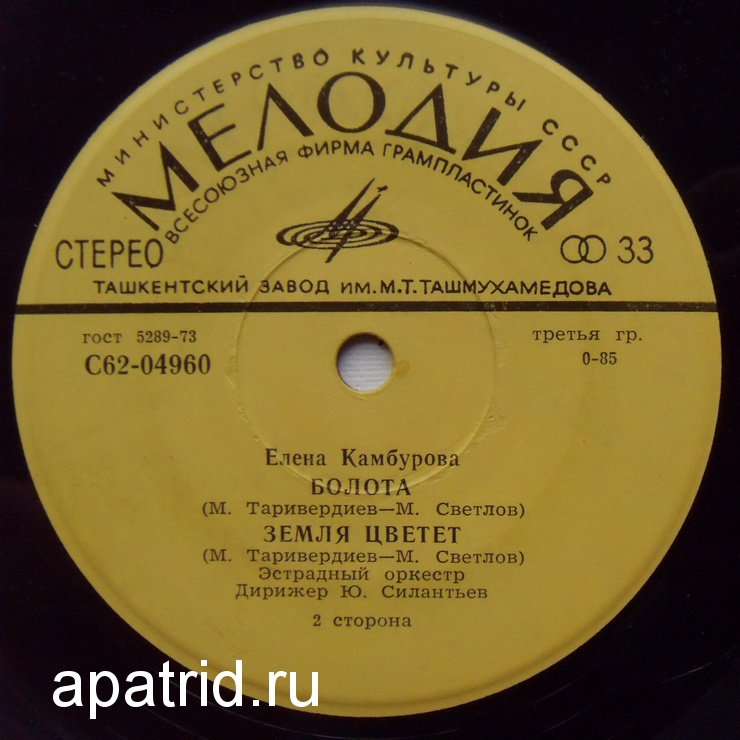 МИНИСТЕРСТВО КУЛЬТУРЫ СССР
МЕЛОДИЯ
ВСЕСОЮЗНАЯ ФИРМА ГРАМПЛАСТИНОК
СТЕРЕО 33
ТАШКЕНТСКИЙ ЗАВОД ИМ. М.Т. ТАШМУХАМЕДОВА
гост 5289-73 третья гр.
С62-04960 0-85
Елена Камбурова
БОЛОТА
(М. Таривердиев—М. Светлов)
ЗЕМЛЯ ЦВЕТЕТ
(М. Таривердиев—М. Светлов)
Эстрадный оркестр
Дирижер Ю. Силантьев
2 сторона
apatrid.ru